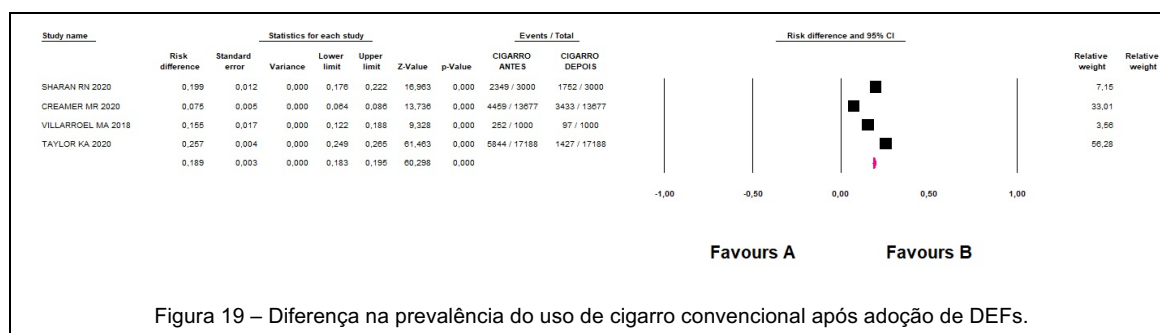 Study name Statistics for each study Events / Total Risk difference and 95% CI
Risk difference Standard error Variance Lower limit Upper limit Z-Value p-Value CIGARRO ANTES CIGARRO DEPOIS Relative weight Relative weight
SHARAN RN 2020 0,199 0,012 0,000 0,176 0,222 16,963 0,000 2349 / 3000 1752 / 3000 7,15
CREAMER MR 2020 0,075 0,005 0,000 0,064 0,086 13,736 0,000 4459 / 13677 3433 / 13677 33,01
VILLARROEL MA 2018 0,155 0,017 0,000 0,122 0,188 9,328 0,000 252 / 1000 97 / 1000 3,56
TAYLOR KA 2020 0,257 0,004 0,000 0,249 0,265 61,463 0,000 5844 / 17188 1427 / 17188 56,28
0,189 0,003 0,000 0,183 0,195 60,298 0,000
-1,00 -0,50 0,00 0,50 1,00
Favours A Favours B
Figura 19 – Diferença na prevalência do uso de cigarro convencional após adoção de DEFs.